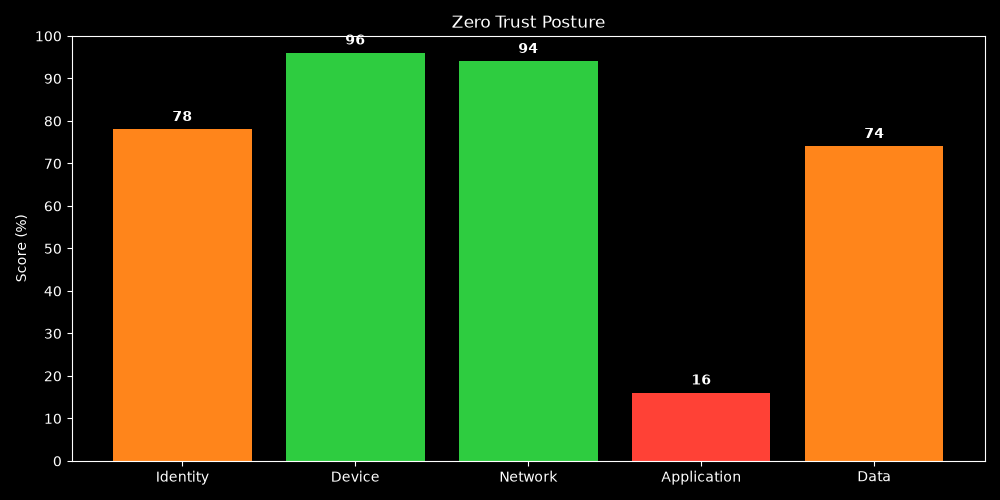 Zero Trust Posture
Score (%)
100
90
80
70
60
50
40
30
20
10
0
78
96
94
16
74
Identity
Device
Network
Application
Data